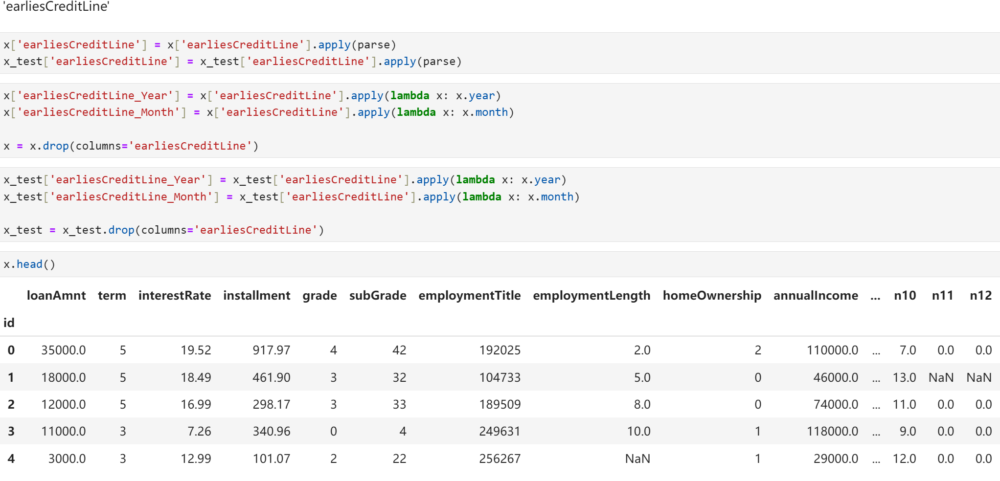 'earliesCreditLine'
x['earliesCreditLine'] = x['earliesCreditLine'].apply(parse)
x_test['earliesCreditLine'] = x_test['earliesCreditLine'].apply(parse)
x['earliesCreditLine_Year'] = x['earliesCreditLine'].apply(lambda x: x.year)
x['earliesCreditLine_Month'] = x['earliesCreditLine'].apply(lambda x: x.month)
x = x.drop(columns='earliesCreditLine')
x_test['earliesCreditLine_Year'] = x_test['earliesCreditLine'].apply(lambda x: x.year)
x_test['earliesCreditLine_Month'] = x_test['earliesCreditLine'].apply(lambda x: x.month)
x_test = x_test.drop(columns='earliesCreditLine')
x.head()
loanAmnt term interestRate installment grade subGrade employmentTitle employmentLength homeOwnership annualIncome ... n10 n11 n12
id
0 35000.0 5 19.52 917.97 4 42 192025 2.0 2 110000.0 ... 7.0 0.0 0.0
1 18000.0 5 18.49 461.90 3 32 104733 5.0 0 46000.0 ... 13.0 NaN NaN
2 12000.0 5 16.99 298.17 3 33 189509 8.0 0 74000.0 ... 11.0 0.0 0.0
3 11000.0 3 7.26 340.96 0 4 249631 10.0 1 118000.0 ... 9.0 0.0 0.0
4 3000.0 3 12.99 101.07 2 22 256267 NaN 1 29000.0 ... 12.0 0.0 0.0